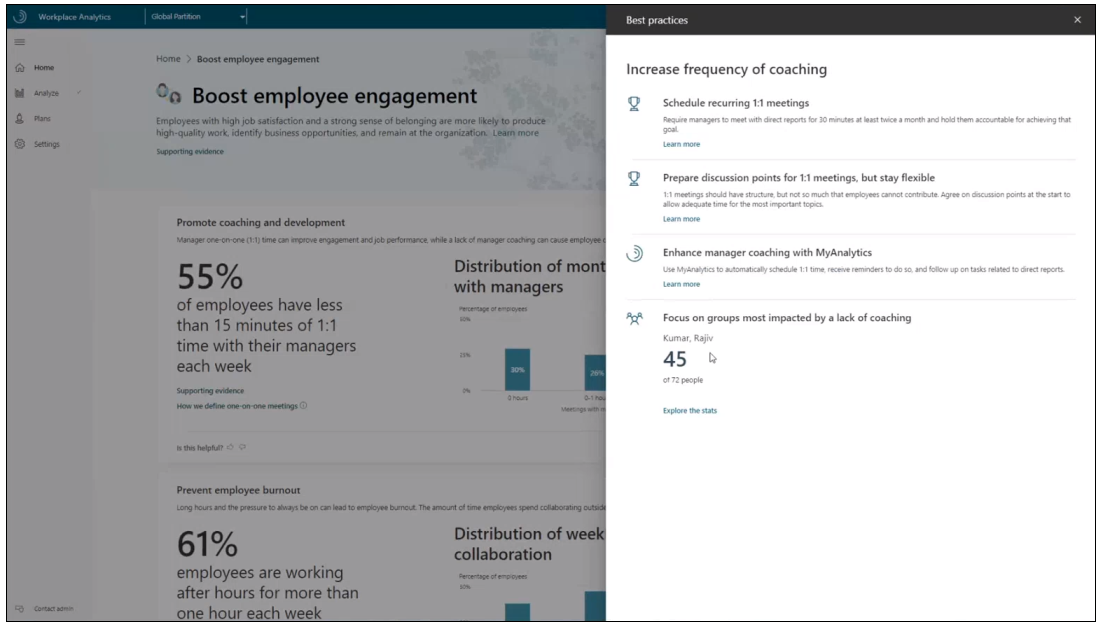 Workplace Analytics
Global Partition
Best practices
Home
Analyze
Plans
Settings
Contact admin
Home > Boost employee engagement
Boost employee engagement
Employees with high job satisfaction and a strong sense of belonging are more likely to produce
high-quality work, identify business opportunities, and remain at the organization. Learn more
Supporting evidence
Promote coaching and development
Manager one-on-one (1:1) time can improve engagement and job performance, while a lack of manager coaching can cause employee
55%
of employees have less
than 15 minutes of 1:1
time with their managers
each week
Supporting evidence
How we define one-on-one meetings
Is this helpful?
Distribution of mont
with managers
Percentage of employees
50%
25%
0%
30%
26%
0 hours
0-1 hou
Meetings with
Prevent employee burnout
Long hours and the pressure to always be on can lead to employee burnout. The amount of time employees spend collaborating outside
61%
employees are working
after hours for more than
one hour each week
Distribution of week
collaboration
Percentage of employees
Increase frequency of coaching
Schedule recurring 1:1 meetings
Require managers to meet with direct reports for 30 minutes at least twice a month and hold them accountable for achieving that
goal.
Learn more
Prepare discussion points for 1:1 meetings, but stay flexible
1:1 meetings should have structure, but not so much that employees cannot contribute. Agree on discussion points at the start to
allow adequate time for the most important topics.
Learn more
Enhance manager coaching with MyAnalytics
Use MyAnalytics to automatically schedule 1:1 time, receive reminders to do so, and follow up on tasks related to direct reports.
Learn more
Focus on groups most impacted by a lack of coaching
Kumar, Rajiv
45
of 72 people
Explore the stats